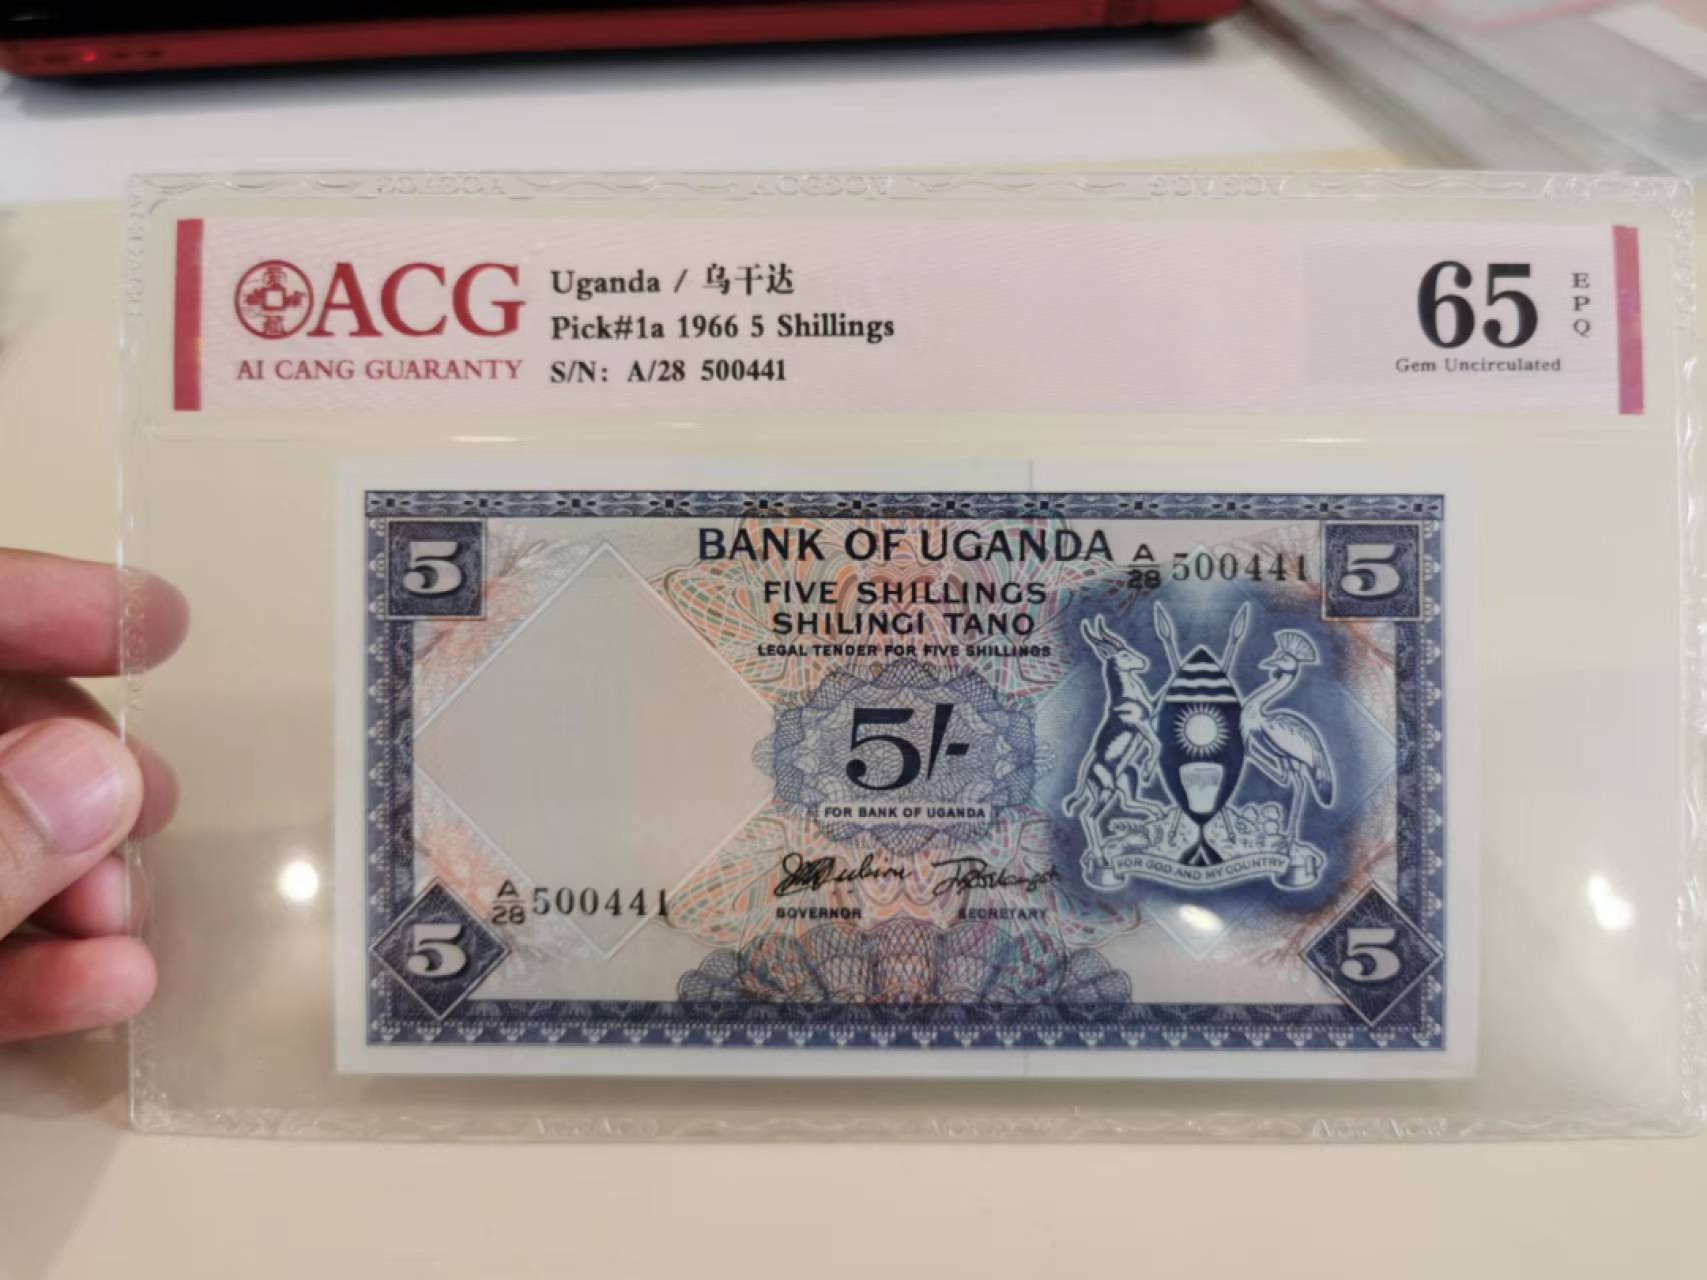 ACG
AI CANG GUARANTY
Uganda / 乌干达
Pick#1a 1966 5 Shillings
S/N: A/28 500441
65
EPQ
Gem Uncirculated
5
BANK OF UGANDA
A/28 500441
5
FIVE SHILLINGS
SHILINGI TANO
LEGAL TENDER FOR FIVE SHILLINGS
5/-
FOR BANK OF UGANDA
FOR GOD AND MY COUNTRY
A/28 500441
GOVERNOR
SECRETARY
5
5